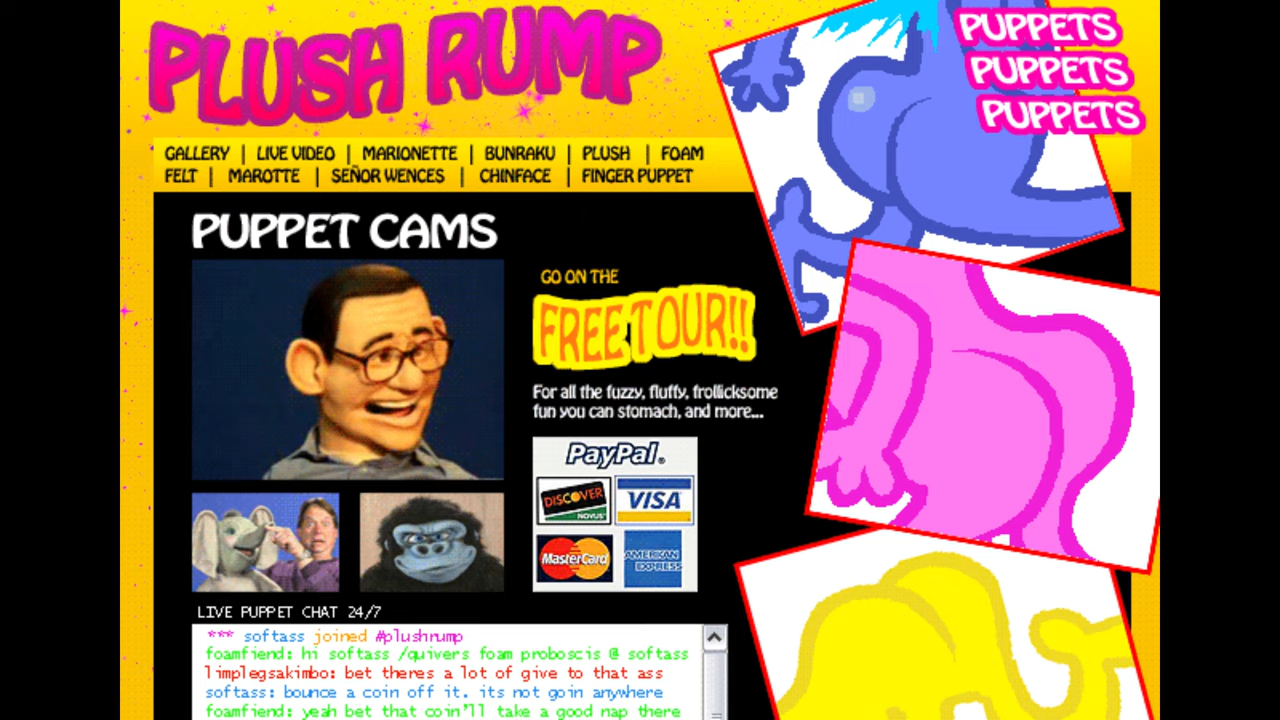 PLUSH RUMP
PUPPETS
PUPPETS
PUPPETS
GALLERY | LIVE VIDEO | MARIONETTE | BUNRAKU | PLUSH | FOAM
FELT | MAROTTE | SEÑOR WENCES | CHINFACE | FINGER PUPPET
PUPPET CAMS
GO ON THE
FREE TOUR!!
For all the fuzzy, fluffy, frollicksome
fun you can stomach, and more...
PayPal®
DISCOVER
NOVUS
VISA
MasterCard
AMERICAN
EXPRESS
LIVE PUPPET CHAT 24/7
*** softass joined #plushrump
foamfiend: hi softass /quivers foam proboscis @ softass
limplegsakimbo: bet theres a lot of give to that ass
softass: bounce a coin off it. its not goin anywhere
foamfiend: yeah bet that coin'll take a good nap there